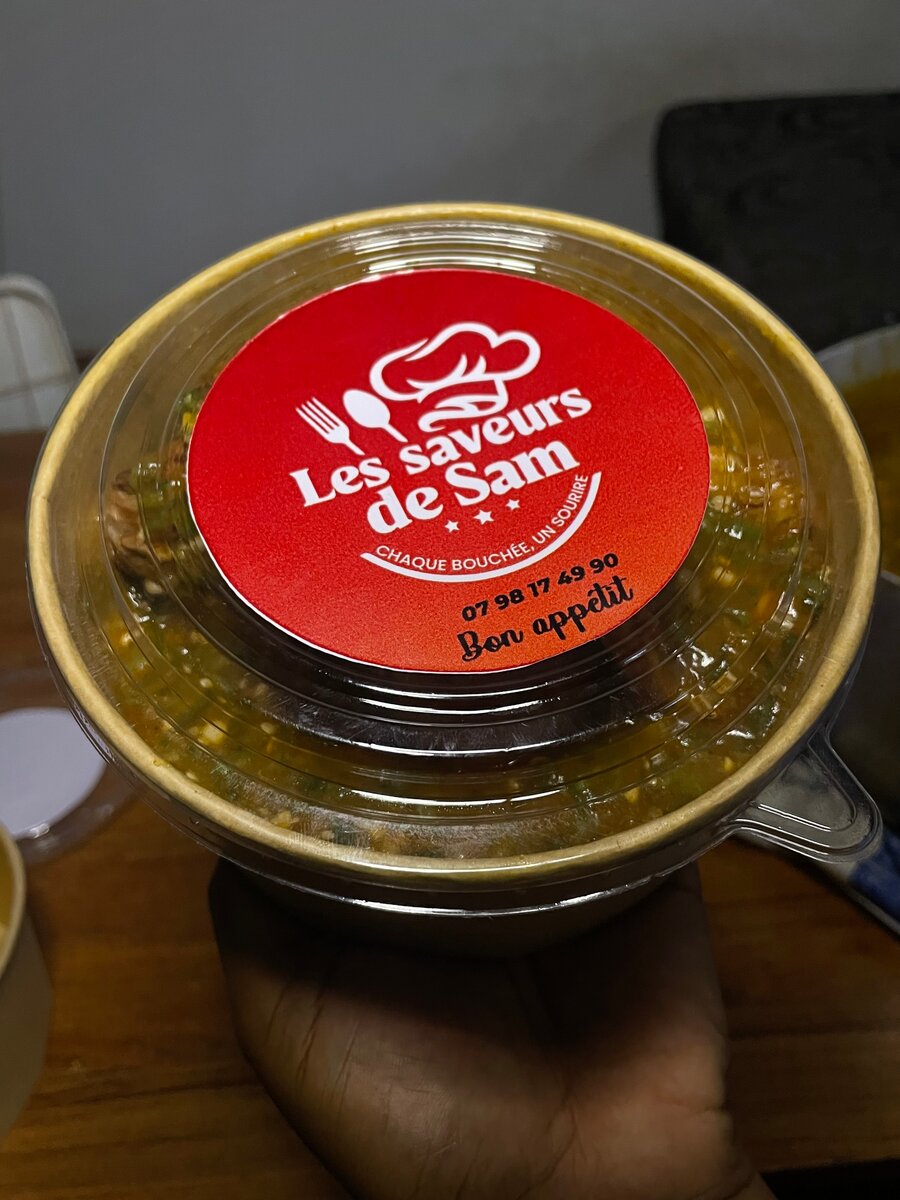 Les saveurs
de Sam
CHAQUE BOUCHÉE, UN SOURIRE
07 98 17 49 90
Bon appétit